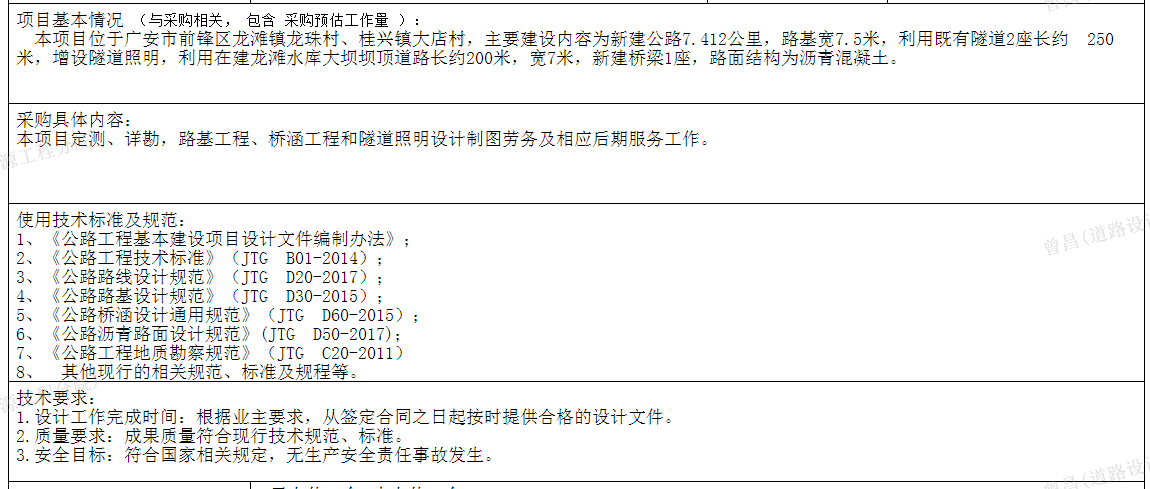 项目基本情况 （与采购相关， 包含 采购预估工作量 ）：
本项目位于广安市前锋区龙滩镇龙珠村、桂兴镇大店村，主要建设内容为新建公路7.412公里，路基宽7.5米，利用既有隧道2座长约 250
米，增设隧道照明，利用在建龙滩水库大坝坝顶道路长约200米，宽7米，新建桥梁1座，路面结构为沥青混凝土。
采购具体内容：
本项目定测、详勘，路基工程、桥涵工程和隧道照明设计制图劳务及相应后期服务工作。
使用技术标准及规范：
1、《公路工程基本建设项目设计文件编制办法》；
2、《公路工程技术标准》（JTG B01-2014）；
3、《公路路线设计规范》（JTG D20-2017）；
4、《公路路基设计规范》（JTG D30-2015）；
5、《公路桥涵设计通用规范》（JTG D60-2015）；
6、《公路沥青路面设计规范》(JTG D50-2017)；
7、《公路工程地质勘察规范》（JTG C20-2011）
8、 其他现行的相关规范、标准及规程等。
技术要求：
1.设计工作完成时间：根据业主要求，从签定合同之日起按时提供合格的设计文件。
2.质量要求：成果质量符合现行技术规范、标准。
3.安全目标：符合国家相关规定，无生产安全责任事故发生。
源工程
曾昌(道路设
曾昌(道路设